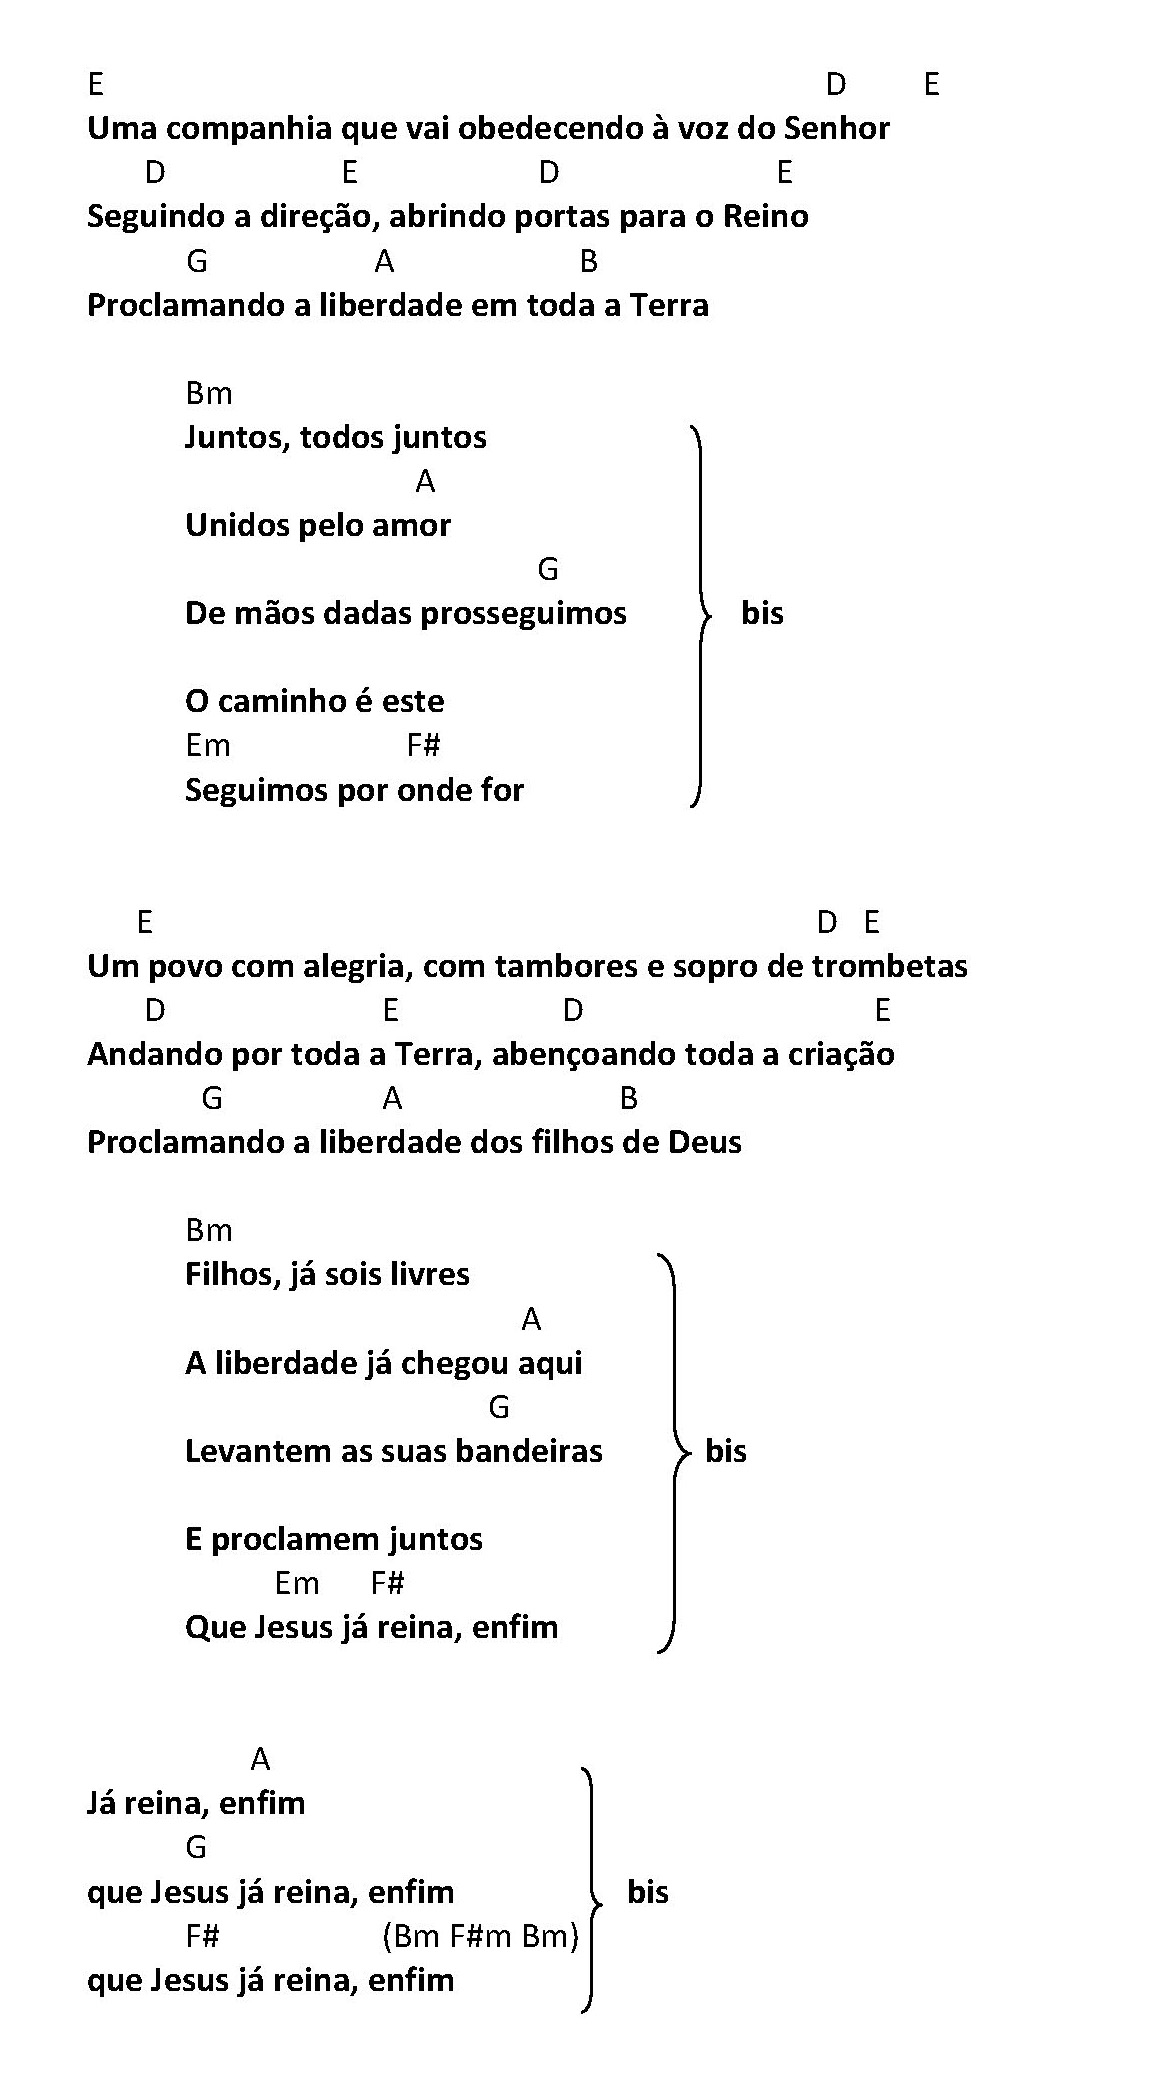 E D E
Uma companhia que vai obedecendo à voz do Senhor
D E D E
Seguindo a direção, abrindo portas para o Reino
G A B
Proclamando a liberdade em toda a Terra
Bm
Juntos, todos juntos
A
Unidos pelo amor
G
De mãos dadas prosseguimos
bis
O caminho é este
Em F#
Seguimos por onde for
E D E
Um povo com alegria, com tambores e sopro de trombetas
D E D E
Andando por toda a Terra, abençoando toda a criação
G A B
Proclamando a liberdade dos filhos de Deus
Bm
Filhos, já sois livres
A
A liberdade já chegou aqui
G
Levantem as suas bandeiras
bis
E proclamem juntos
Em F#
Que Jesus já reina, enfim
A
Já reina, enfim
G
que Jesus já reina, enfim
bis
F# (Bm F#m Bm)
que Jesus já reina, enfim